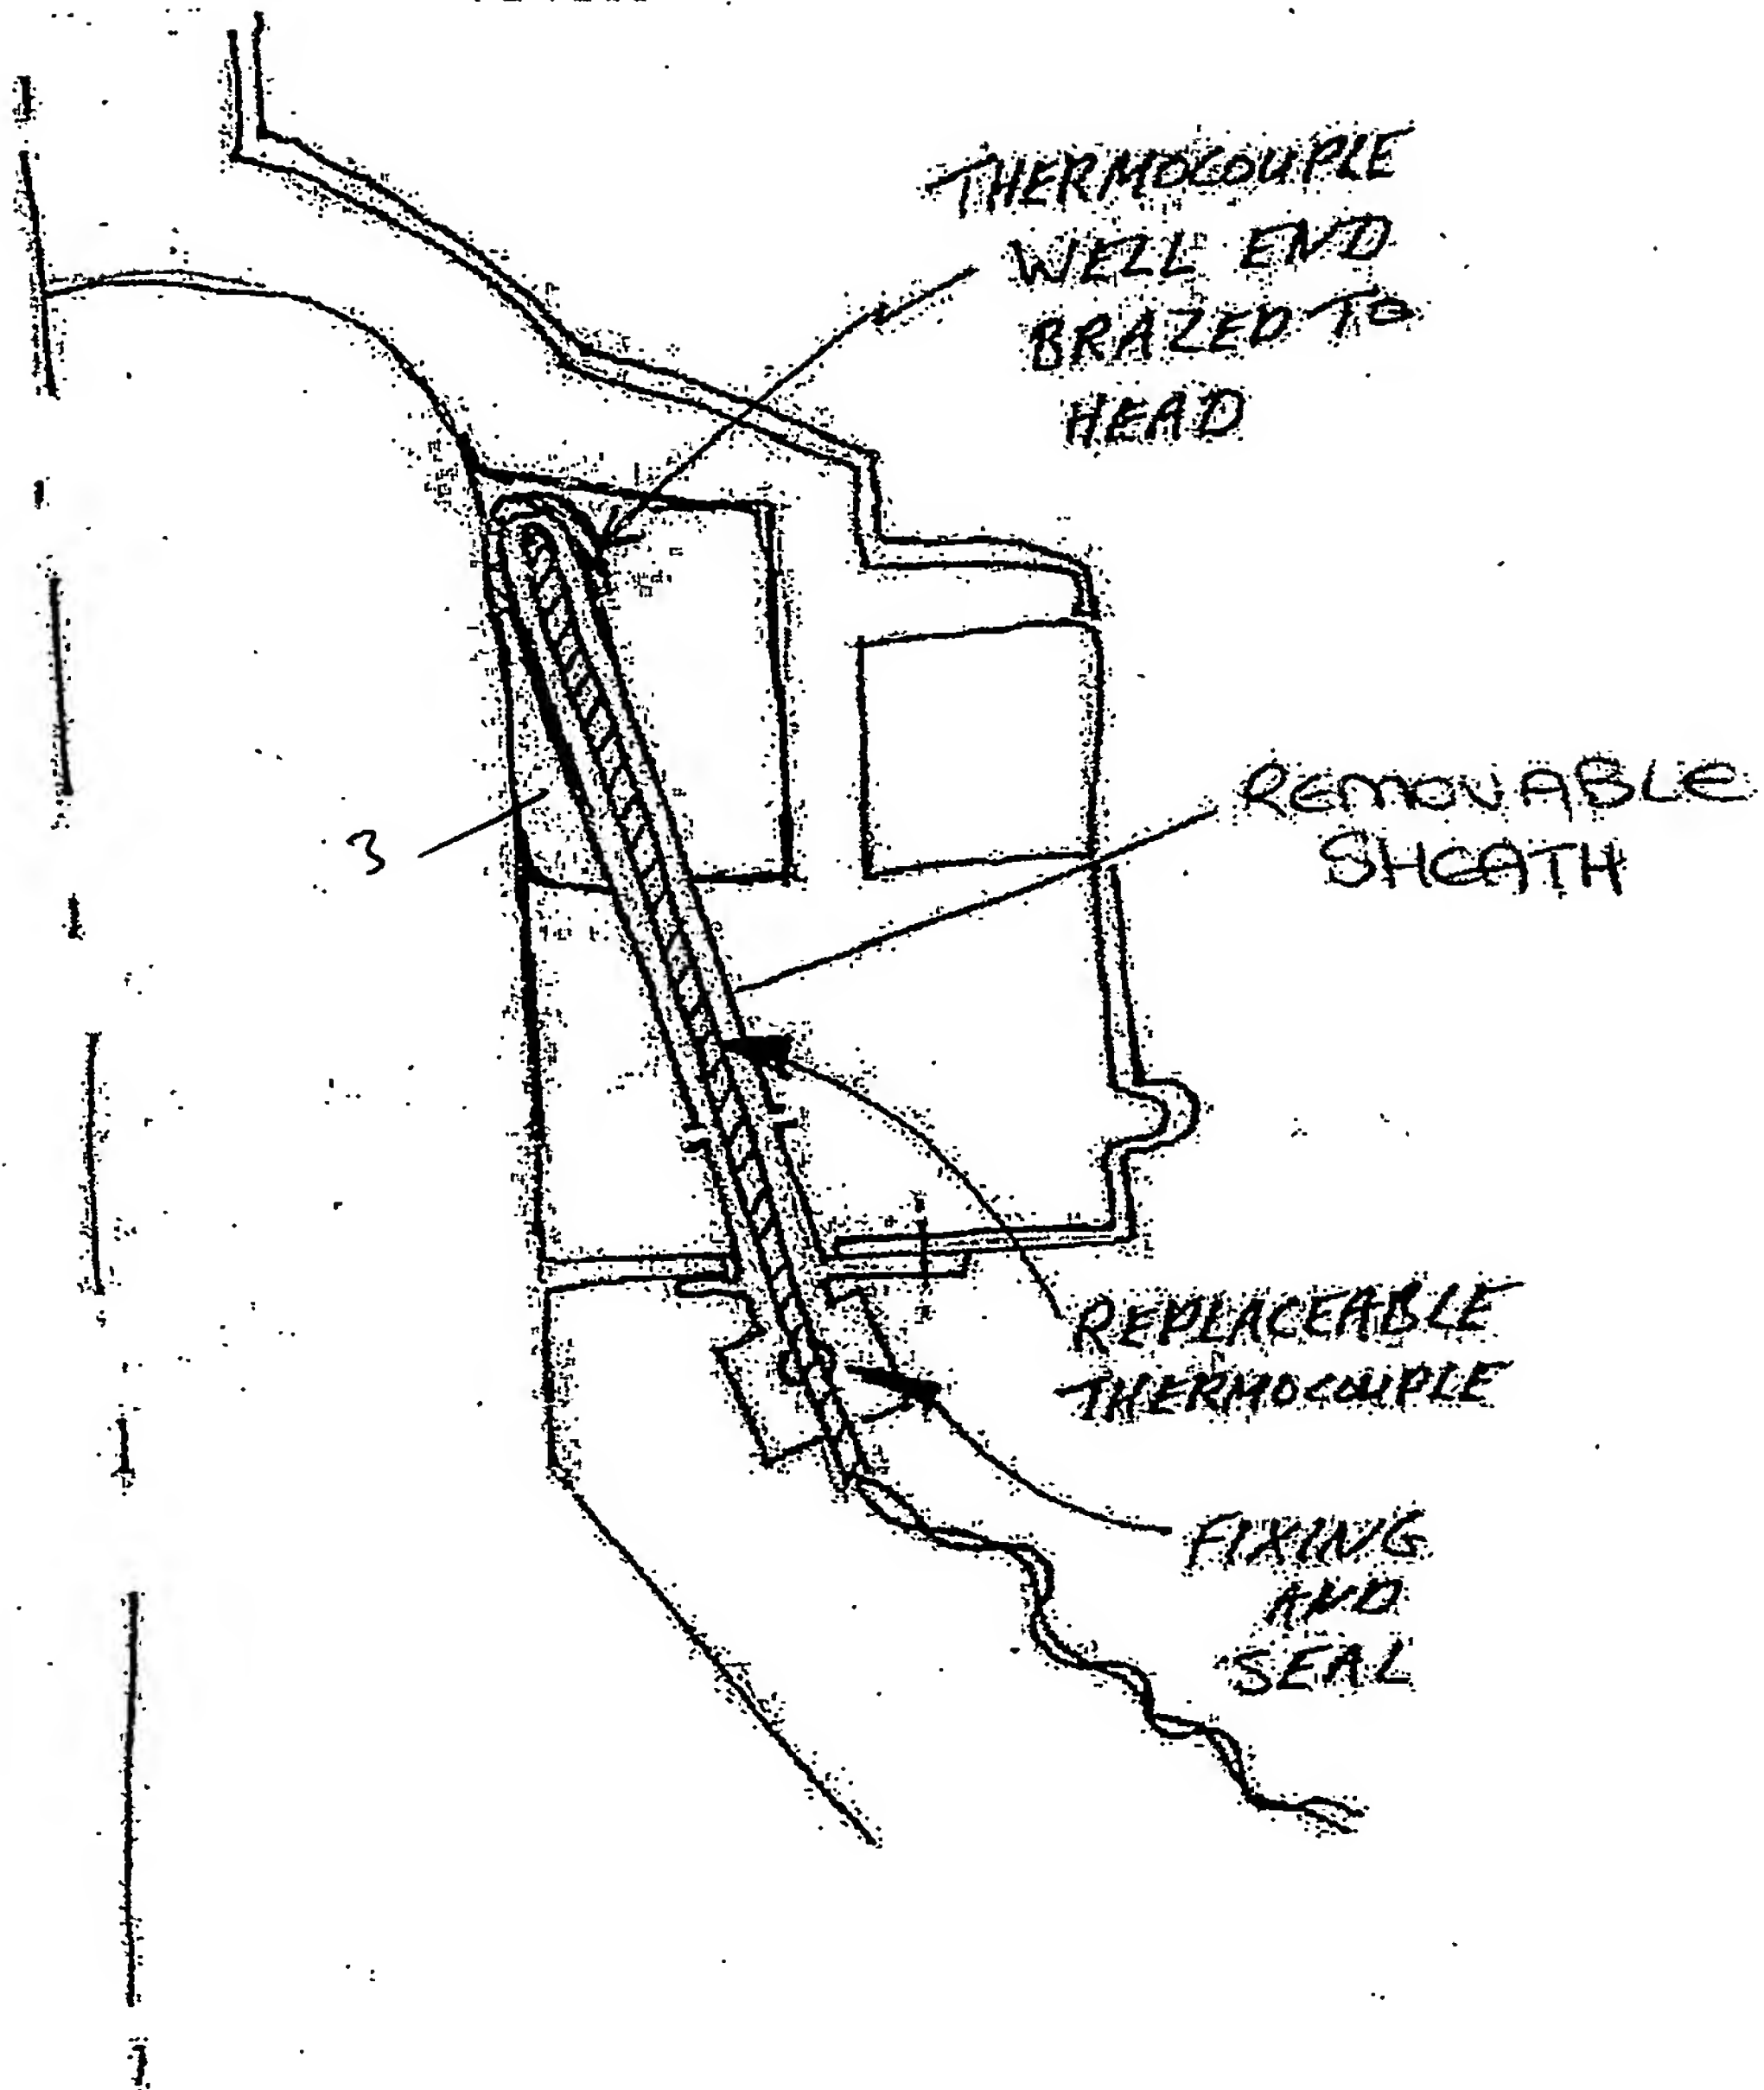 THERMOCOUPLE
WELL END
BRAZED TO
HEAD
3
REMOVABLE
SHEATH
REPLACEABLE
THERMOCOUPLE
FIXING
AND
SEAL